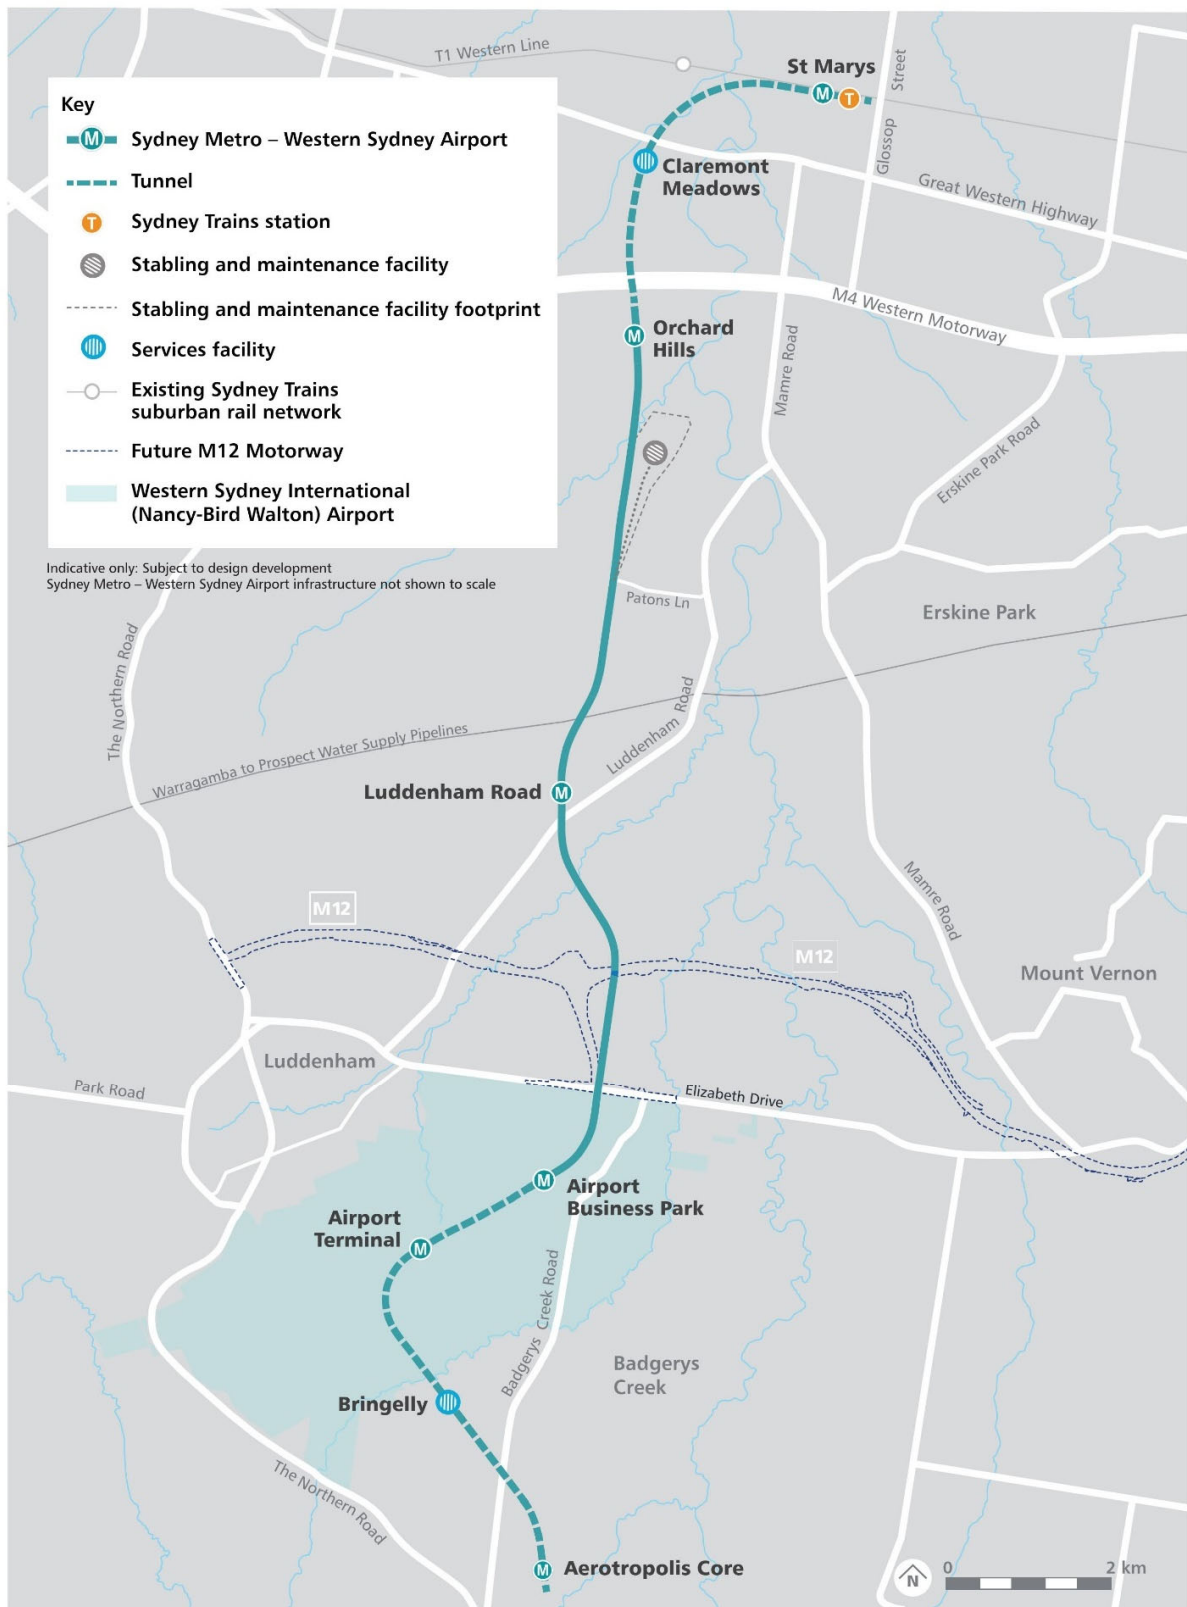 T1 Western Line
St Marys
M
T
Glossop Street
Key
M Sydney Metro – Western Sydney Airport
Tunnel
T Sydney Trains station
Stabling and maintenance facility
Stabling and maintenance facility footprint
Services facility
Existing Sydney Trains
suburban rail network
Future M12 Motorway
Western Sydney International
(Nancy-Bird Walton) Airport
Indicative only: Subject to design development
Sydney Metro – Western Sydney Airport infrastructure not shown to scale
Claremont
Meadows
Great Western Highway
M4 Western Motorway
M
Orchard
Hills
Mamre Road
Erskine Park Road
Patons Ln
Erskine Park
The Northern Road
Warragamba to Prospect Water Supply Pipelines
Luddenham Road
Luddenham Road
M
M12
Mamre Road
M12
Mount Vernon
Luddenham
Park Road
Elizabeth Drive
M
Airport
Business Park
Airport
Terminal
M
Badgerys Creek Road
Badgerys
Creek
Bringelly
The Northern Road
M
Aerotropolis Core
N
0
2 km